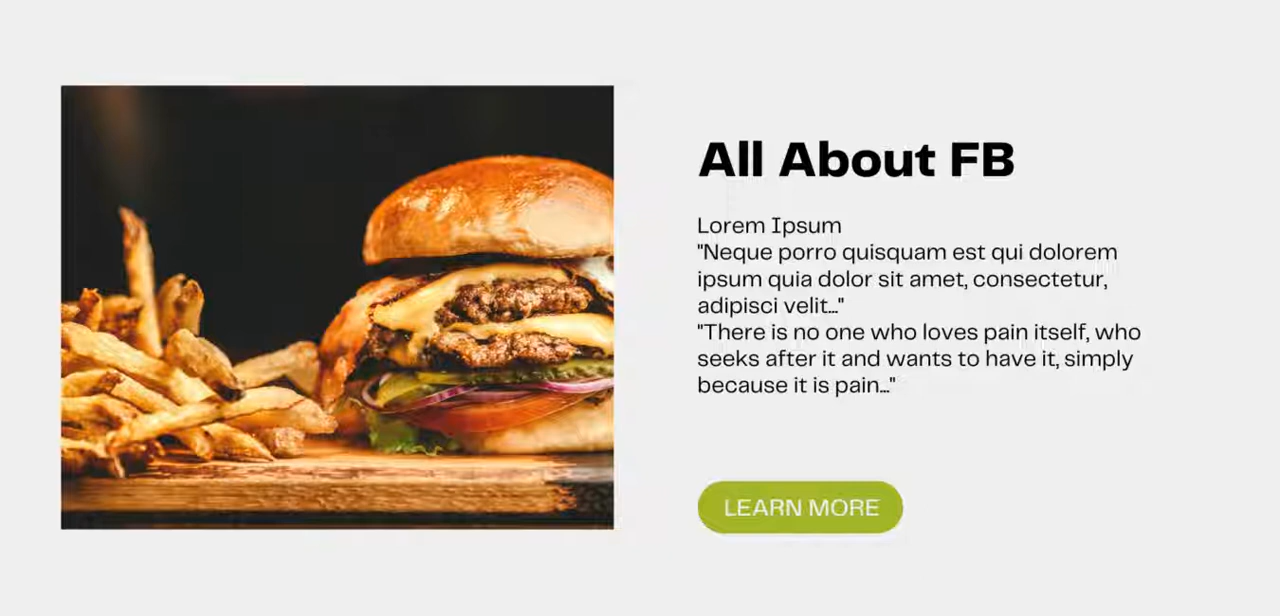 All About FB
Lorem Ipsum
"Neque porro quisquam est qui dolorem
ipsum quia dolor sit amet, consectetur,
adipisci velit..."
"There is no one who loves pain itself, who
seeks after it and wants to have it, simply
because it is pain..."
LEARN MORE